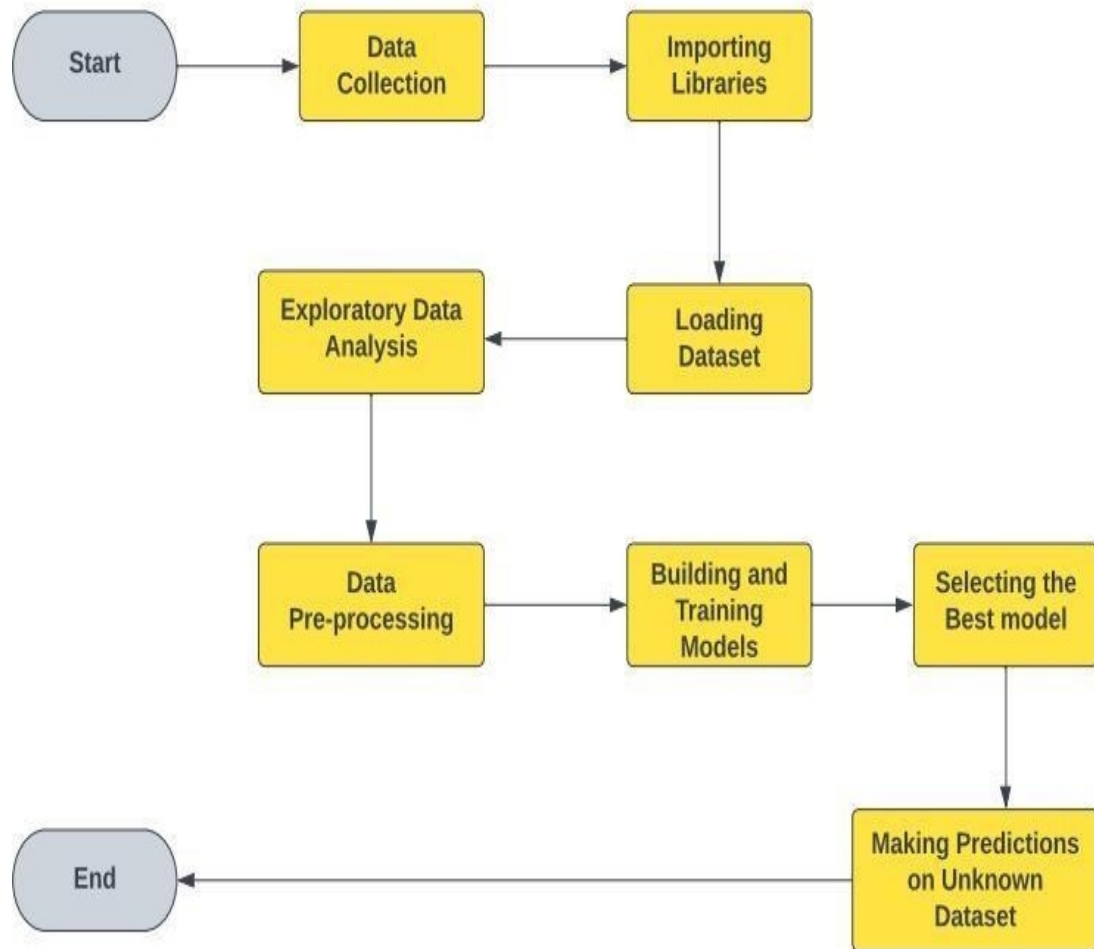 Start
Data
Collection
Importing
Libraries
Loading
Dataset
Exploratory Data
Analysis
Data
Pre-processing
Building and
Training
Models
Selecting the
Best model
Making Predictions
on Unknown
Dataset
End